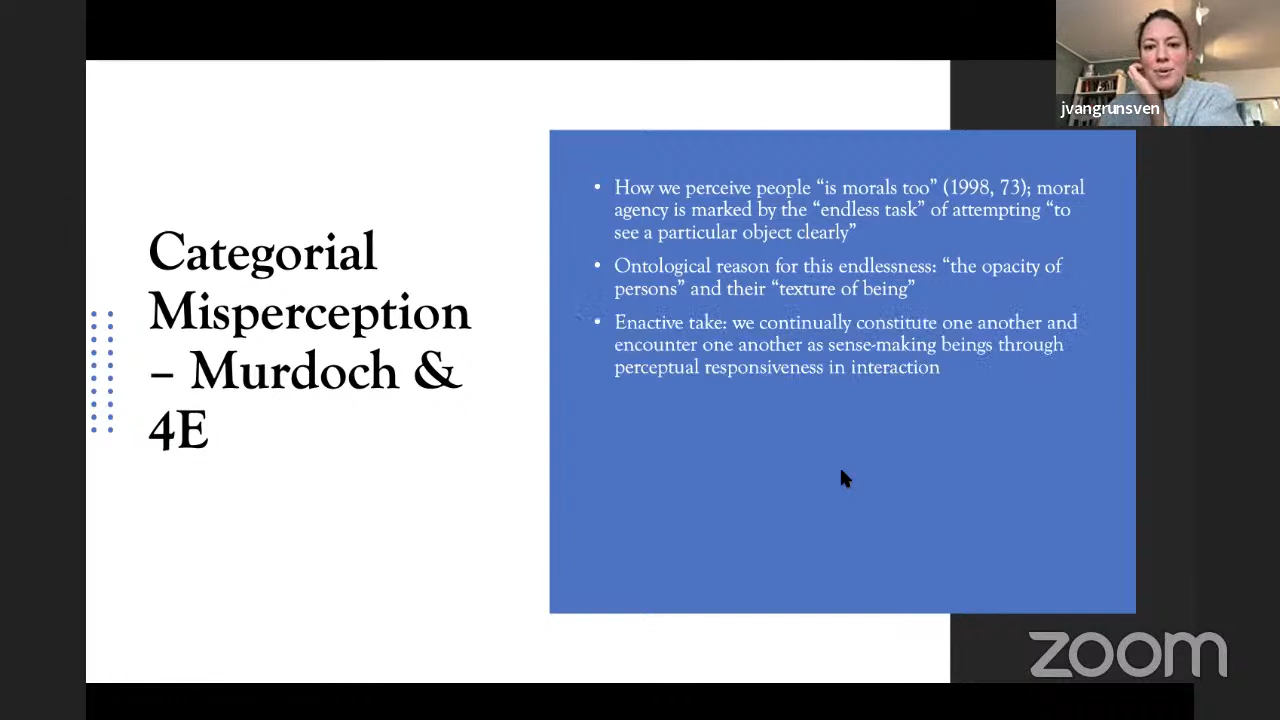 jvangrunsven
Categorial
Misperception
– Murdoch &
4E
• How we perceive people “is morals too” (1998, 73); moral
agency is marked by the “endless task” of attempting “to
see a particular object clearly”
• Ontological reason for this endlessness: “the opacity of
persons” and their “texture of being”
• Enactive take: we continually constitute one another and
encounter one another as sense-making beings through
perceptual responsiveness in interaction
zoom